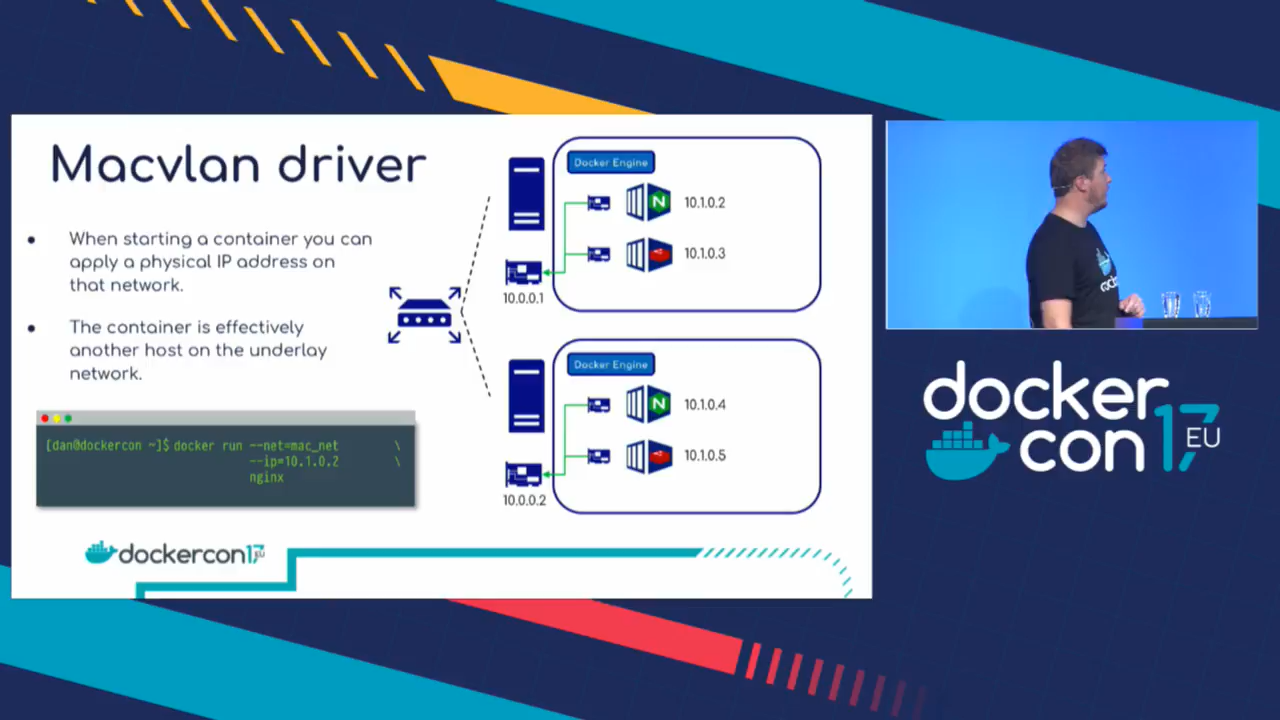 Macvlan driver
When starting a container you can
apply a physical IP address on
that network.
The container is effectively
another host on the underlay
network.
[dan@dockercon ~]$ docker run --net=mac_net \
--ip=10.1.0.2 \
nginx
Docker Engine
N
10.1.0.2
10.1.0.3
10.0.0.1
Docker Engine
N
10.1.0.4
10.1.0.5
10.0.0.2
dockercon17 EU
docker
con 17 EU